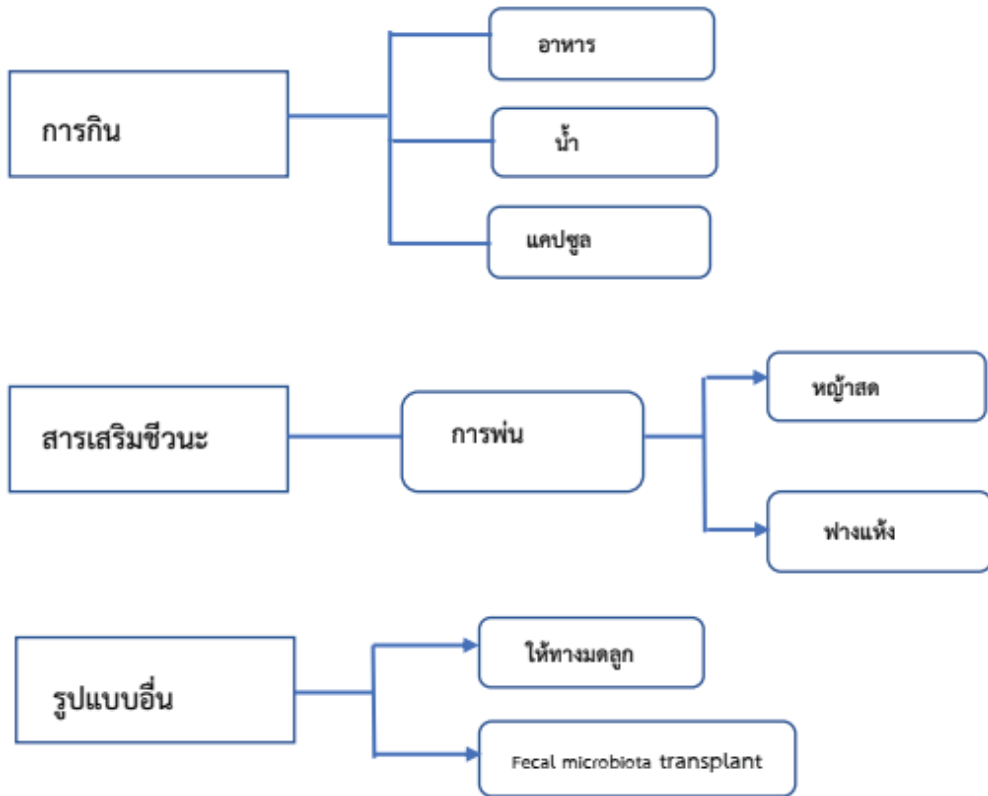 การกิน
อาหาร
น้ำ
แคปซูล
สารเสริมชีวนะ
การพ่น
หญ้าสด
ฟางแห้ง
รูปแบบอื่น
ให้ทางมดลูก
Fecal microbiota transplant